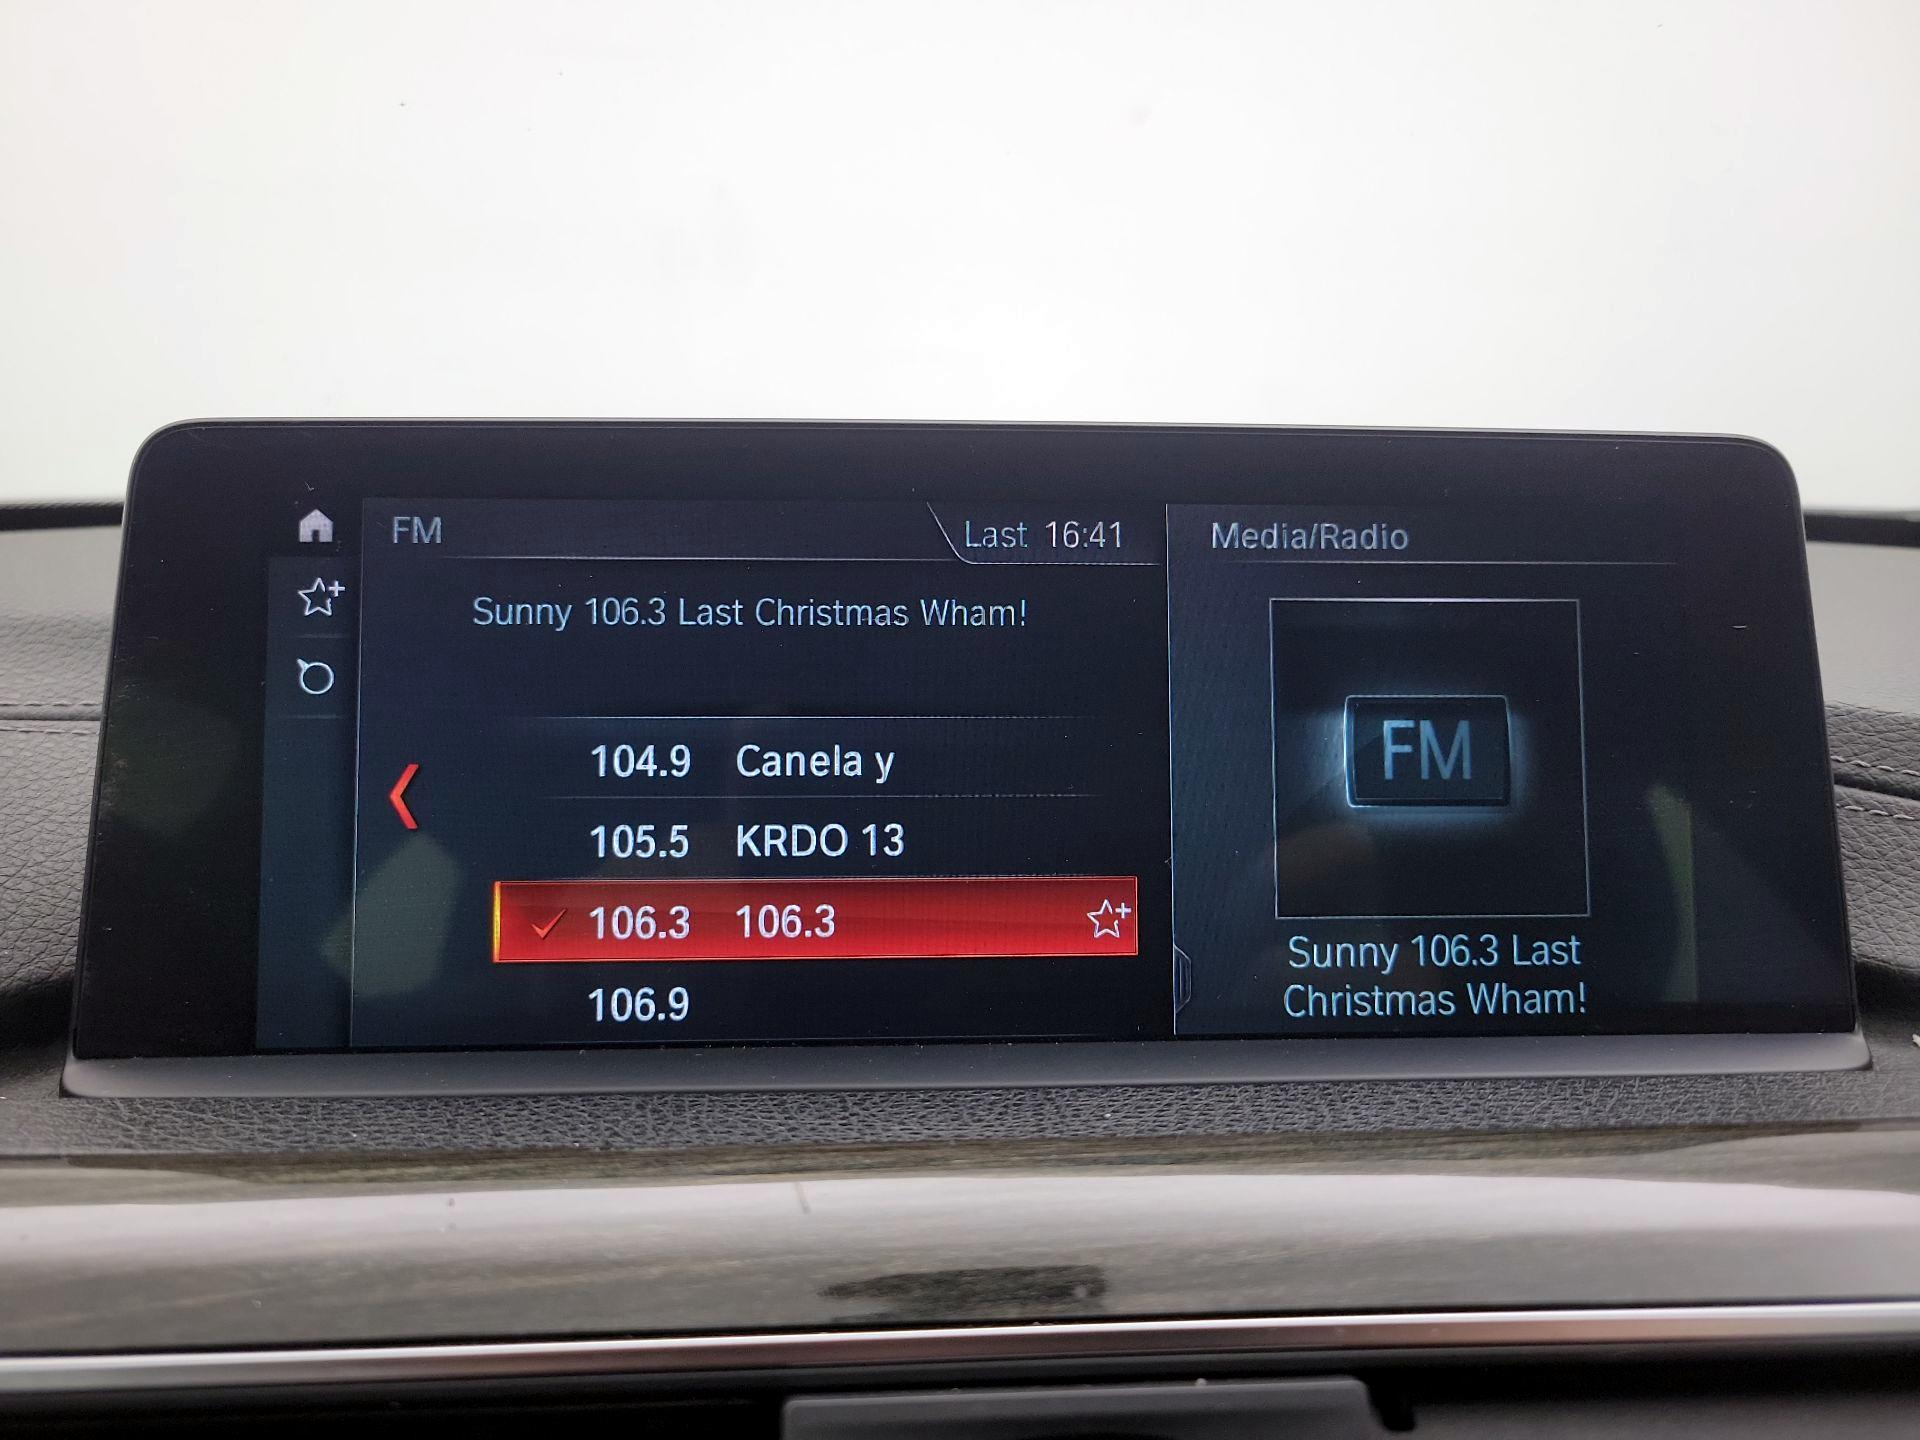 FM
Last 16:41
Media/Radio
Sunny 106.3 Last Christmas Wham!
104.9 Canela y
105.5 KRDO 13
106.3 106.3
106.9
FM
Sunny 106.3 Last
Christmas Wham!